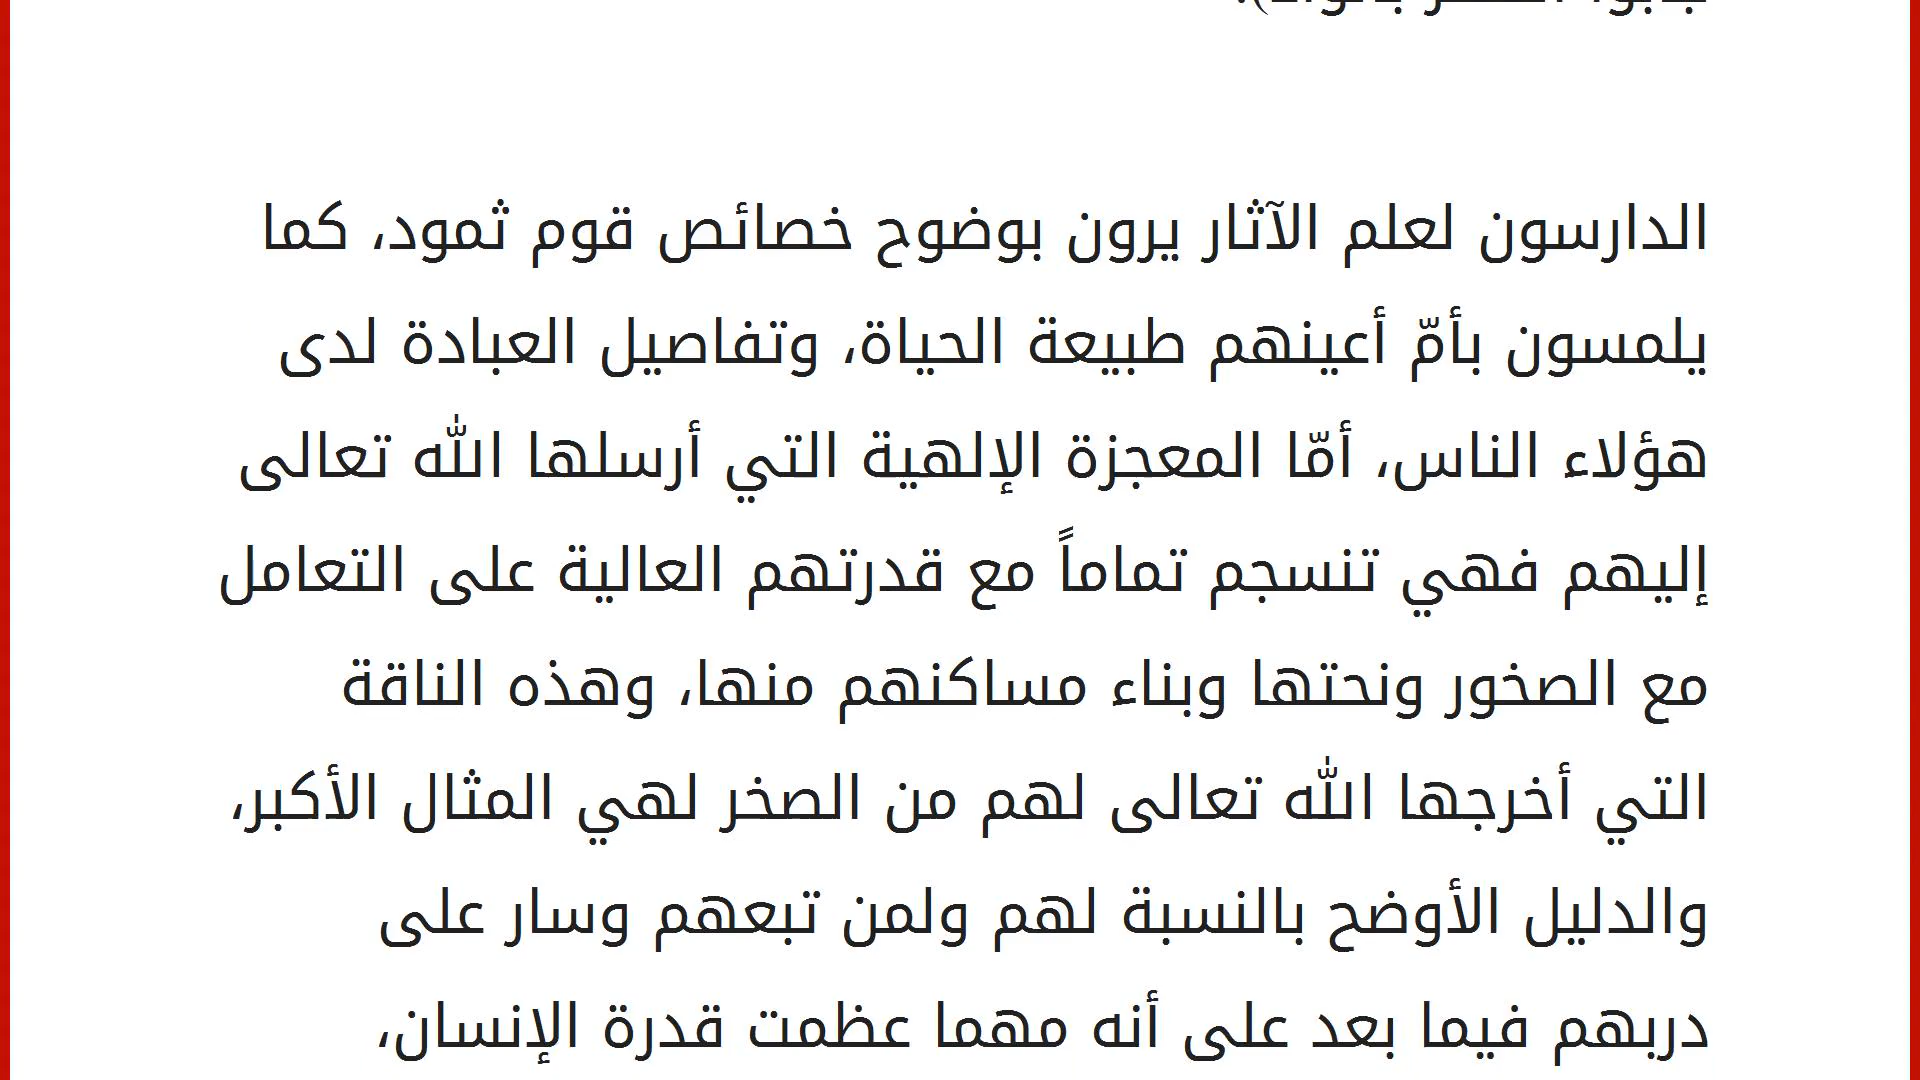 الدارسون لعلم الآثار يرون بوضوح خصائص قوم ثمود، كما
يلمسون بأمّ أعينهم طبيعة الحياة، وتفاصيل العبادة لدى
هؤلاء الناس، أمّا المعجزة الإلهية التي أرسلها الله تعالى
إليهم فهي تنسجم تماماً مع قدرتهم العالية على التعامل
مع الصخور ونحتها وبناء مساكنهم منها، وهذه الناقة
التي أخرجها الله تعالى لهم من الصخر لهي المثال الأكبر،
والدليل الأوضح بالنسبة لهم ولمن تبعهم وسار على
دربهم فيما بعد على أنه مهما عظمت قدرة الإنسان،